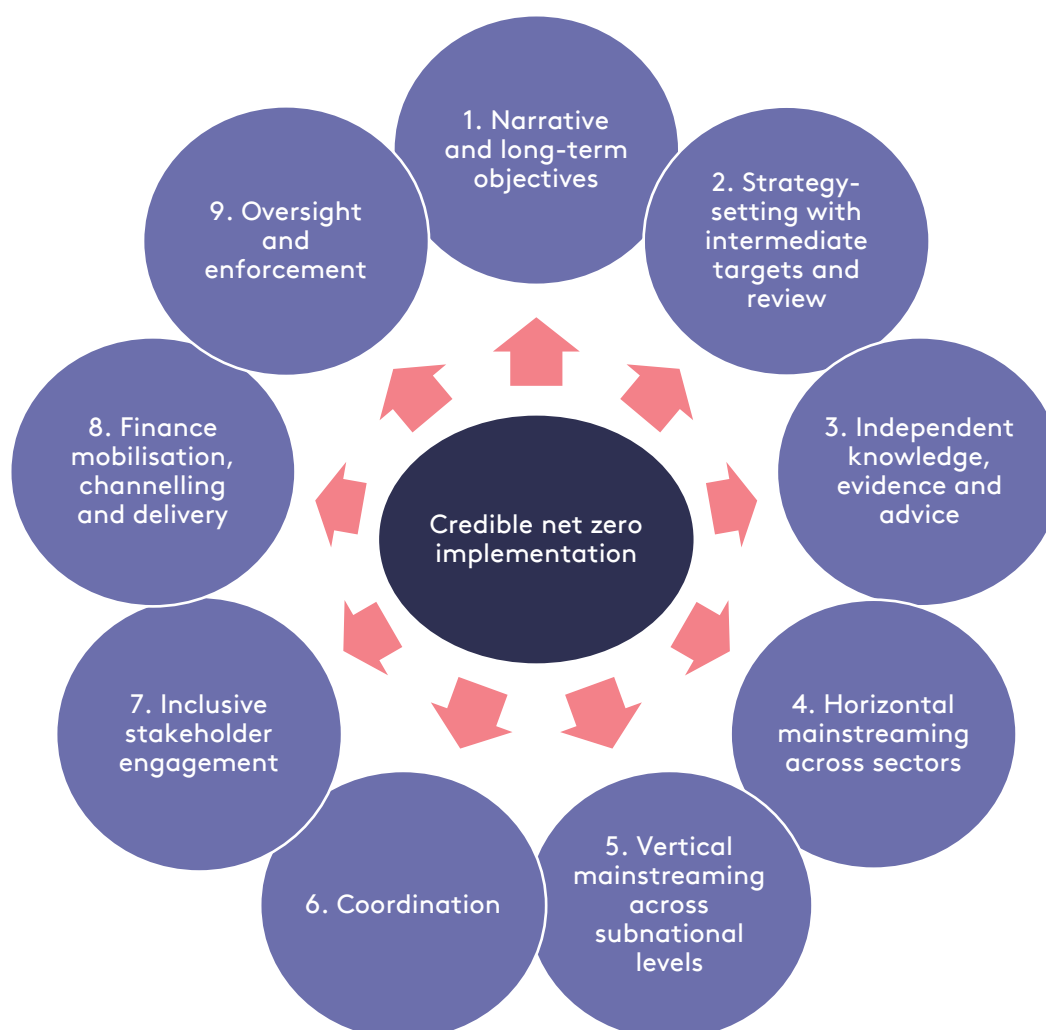 1. Narrative
and long-term
objectives
2. Strategy-
setting with
intermediate
targets and
review
3. Independent
knowledge,
evidence and
advice
4. Horizontal
mainstreaming
across sectors
5. Vertical
mainstreaming
across
subnational
levels
6. Coordination
7. Inclusive
stakeholder
engagement
8. Finance
mobilisation,
channelling
and delivery
9. Oversight
and
enforcement
Credible net zero
implementation